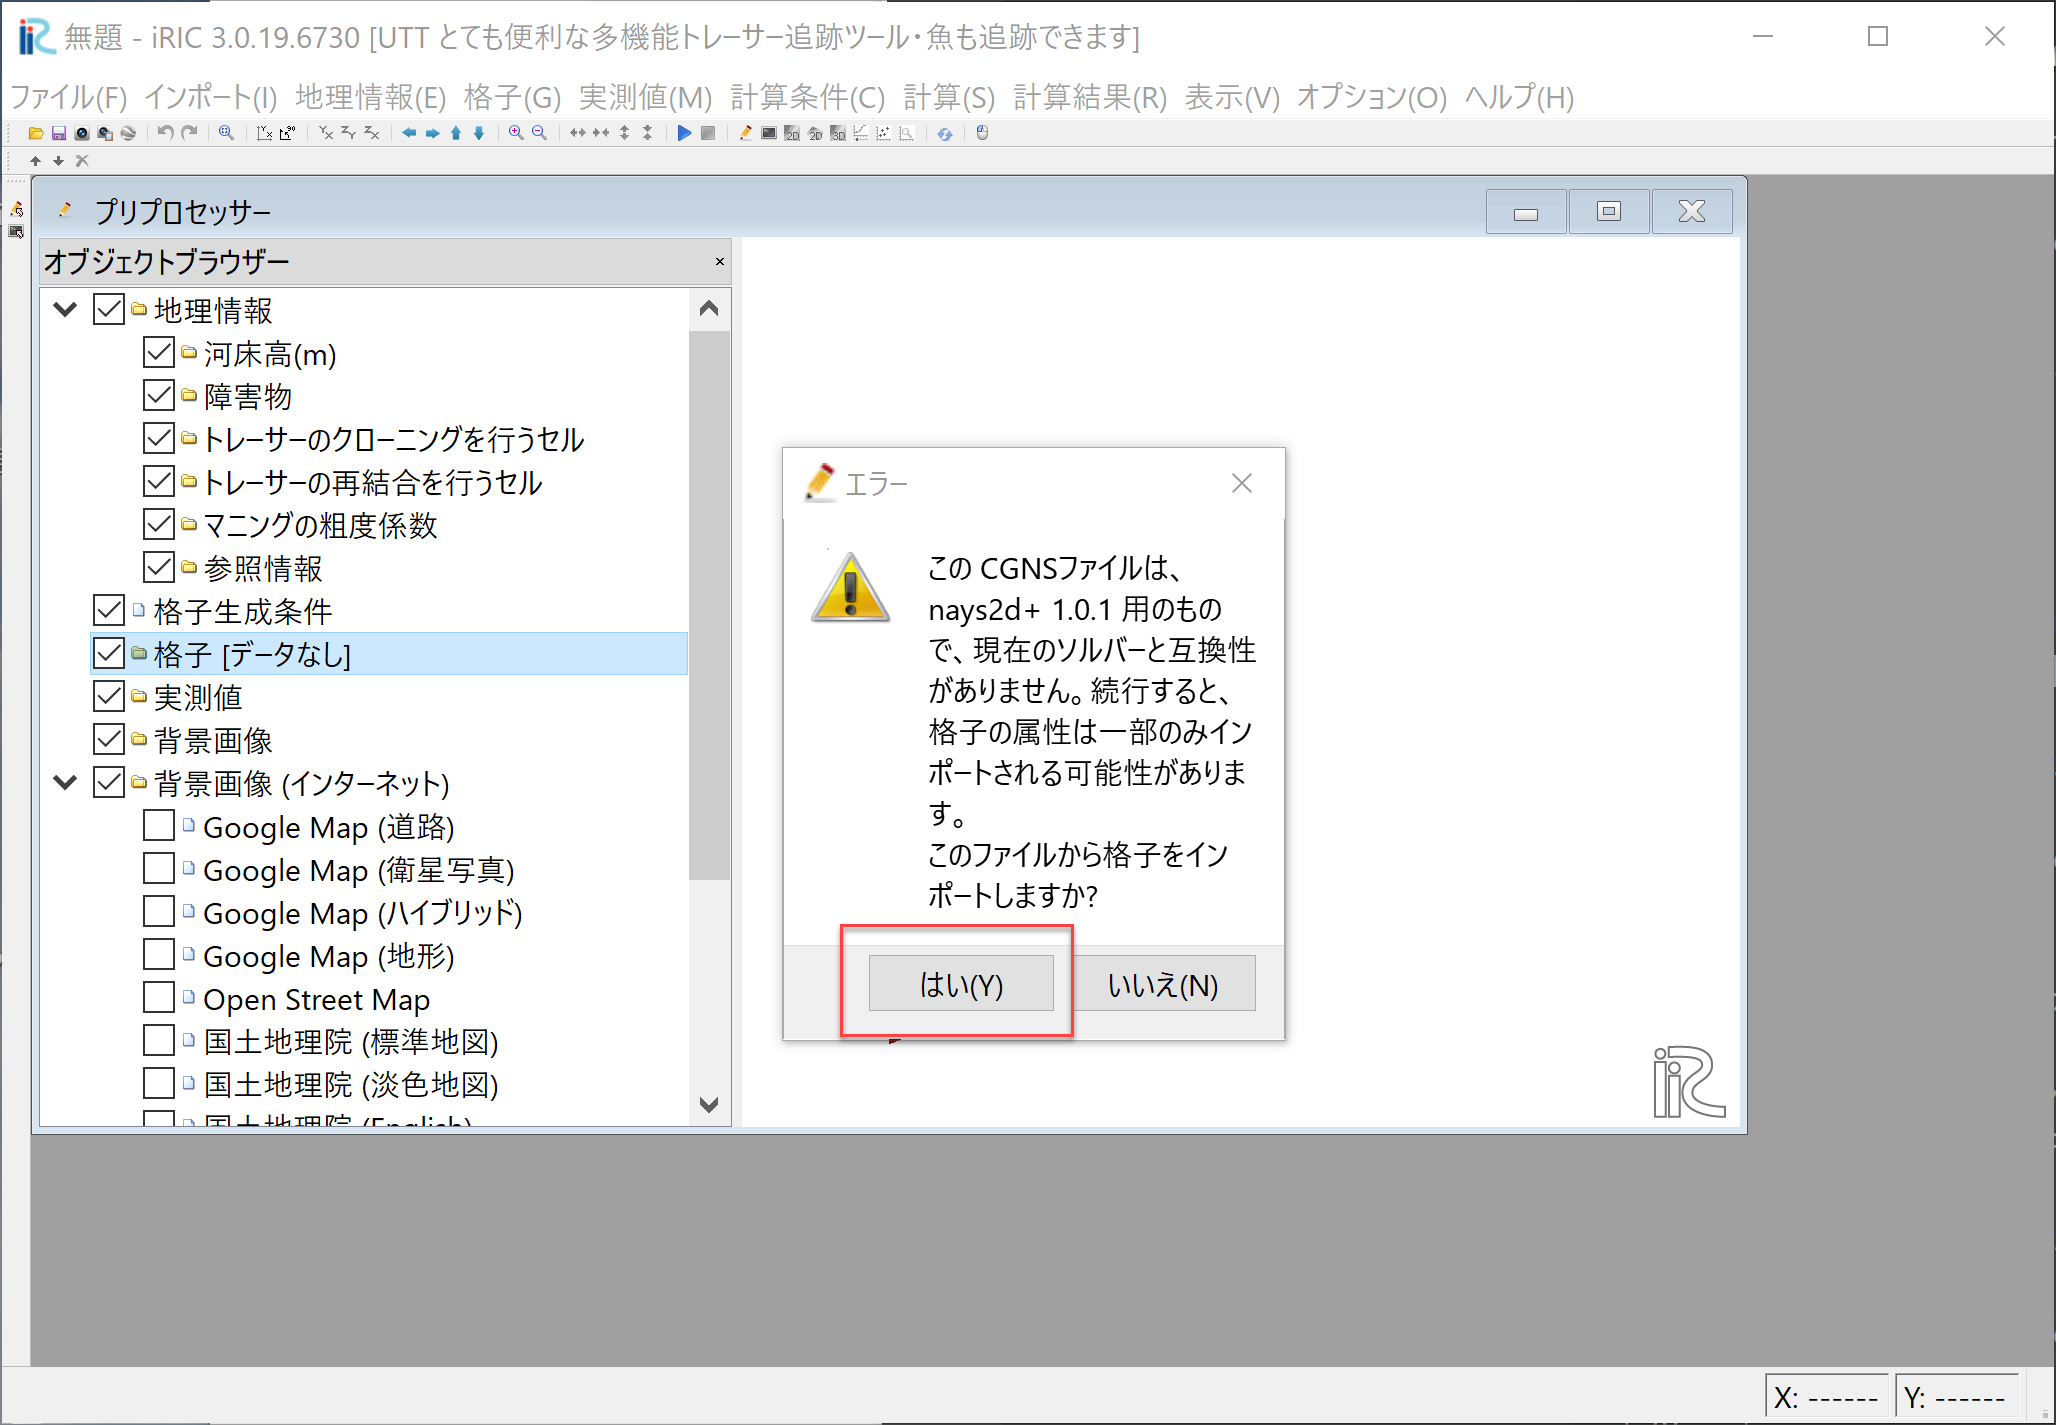 無題 - iRIC 3.0.19.6730 [UTT とても便利な多機能トレーサー追跡ツール・魚も追跡できます]
ファイル(F) インポート(I) 地理情報(E) 格子(G) 実測値(M) 計算条件(C) 計算(S) 計算結果(R) 表示(V) オプション(O) ヘルプ(H)
プリプロセッサー
オブジェクトブラウザー
地理情報
河床高(m)
障害物
トレーサーのクローニングを行うセル
トレーサーの再結合を行うセル
マニングの粗度係数
参照情報
格子生成条件
格子 [データなし]
実測値
背景画像
背景画像 (インターネット)
Google Map (道路)
Google Map (衛星写真)
Google Map (ハイブリッド)
Google Map (地形)
Open Street Map
国土地理院 (標準地図)
国土地理院 (淡色地図)
国土地理院 (English)
エラー
この CGNSファイルは、
nays2d+ 1.0.1 用のもの
で、現在のソルバーと互換性
がありません。続行すると、
格子の属性は一部のみイン
ポートされる可能性がありま
す。
このファイルから格子をイン
ポートしますか?
はい(Y)
いいえ(N)
iRIC
X: ------
Y: ------